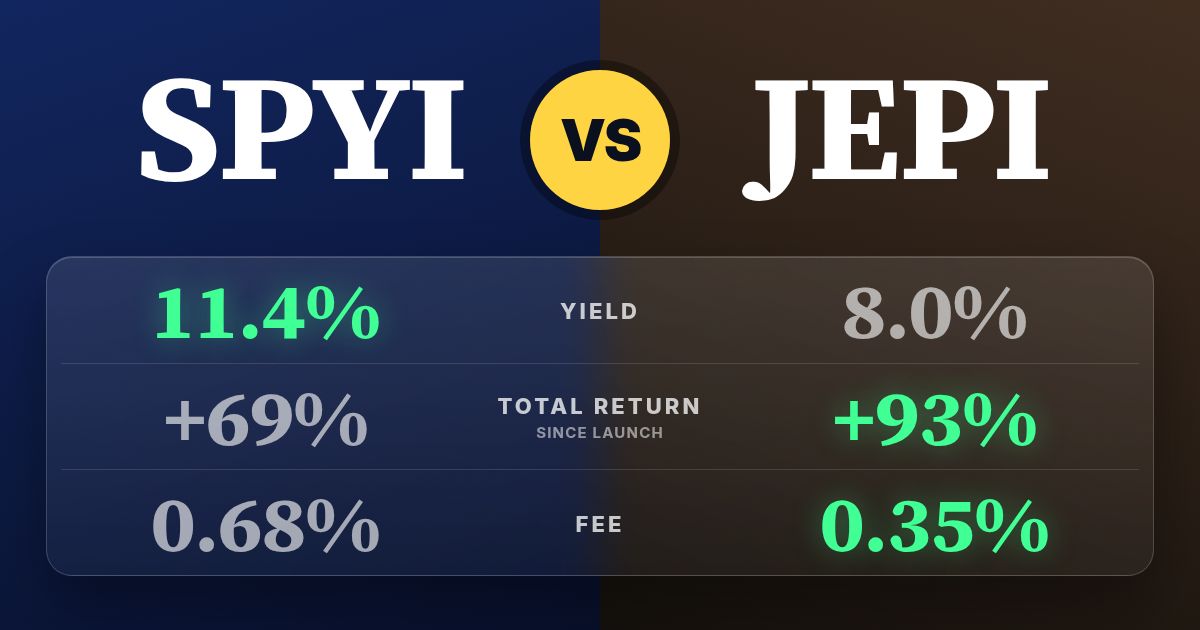 SPYI VS JEPI
11.4% YIELD 8.0%
+69% TOTAL RETURN +93%
SINCE LAUNCH
0.68% FEE 0.35%